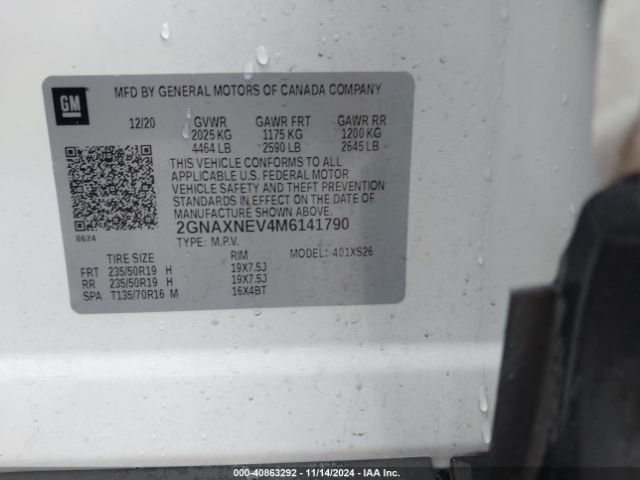 GM
MFD BY GENERAL MOTORS OF CANADA COMPANY
12/20 GVWR GAWR FRT GAWR RR
2025 KG 1175 KG 1200 KG
4464 LB 2590 LB 2645 LB
THIS VEHICLE CONFORMS TO ALL
APPLICABLE U.S. FEDERAL MOTOR
VEHICLE SAFETY AND THEFT PREVENTION
STANDARDS IN EFFECT ON THE DATE OF
MANUFACTURE SHOWN ABOVE.
8624 2GNAXNEV4M6141790
TYPE: M.P.V. MODEL: 401XS26
TIRE SIZE RIM
FRT 235/50R19 H 19X7.5J
RR 235/50R19 H 19X7.5J
SPA T135/70R16 M 16X4BT
000-40863292 - 11/14/2024 - IAA Inc.